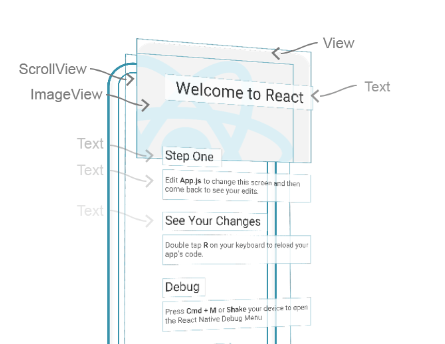 View
ScrollView
ImageView
Welcome to React
Text
Text
Step One
Text
Edit App.js to change this screen and then
come back to see your edits.
Text
See Your Changes
Double tap R on your keyboard to reload your
app's code.
Debug
Press Cmd + M or Shake your device to open
the React Native Debug Menu